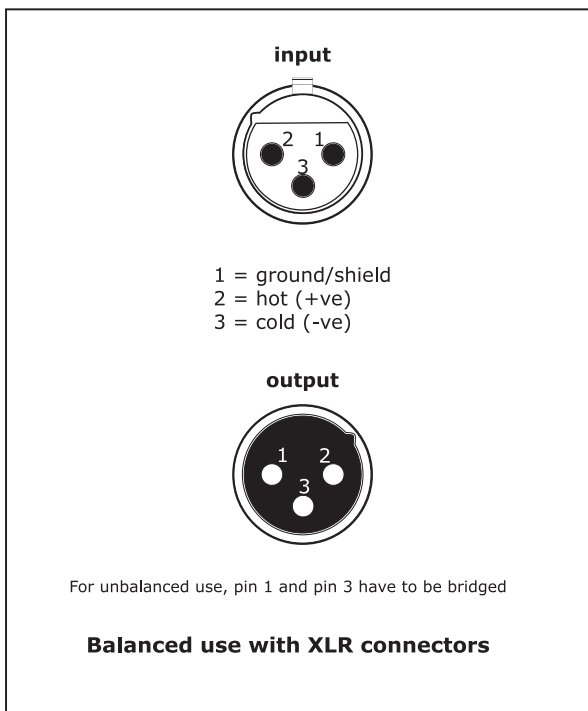 input
2 1
3
1 = ground/shield
2 = hot (+ve)
3 = cold (-ve)
output
1 2
3
For unbalanced use, pin 1 and pin 3 have to be bridged
Balanced use with XLR connectors